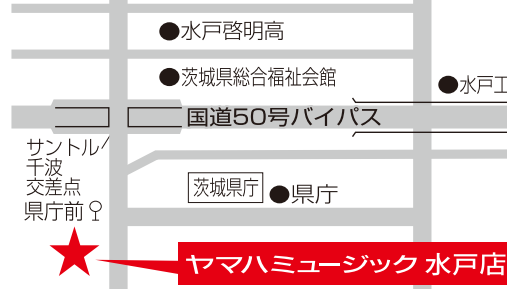 ●水戸啓明高
●茨城県総合福祉会館
●水戸工
国道50号バイパス
サントル
千波
交差点
県庁前
茨城県庁
●県庁
ヤマハミュージック 水戸店